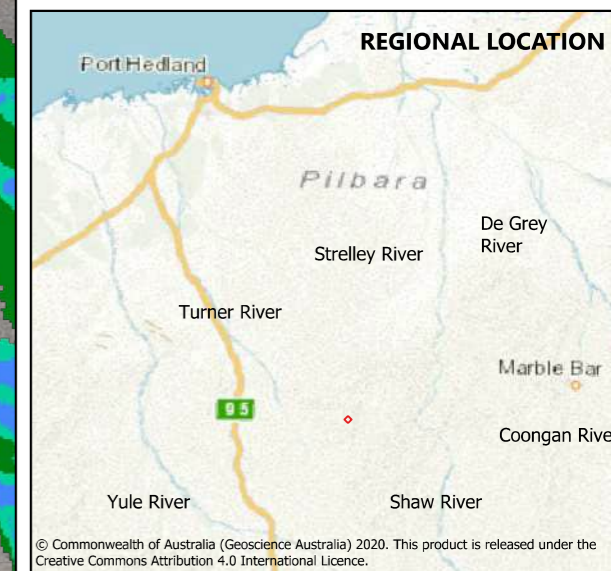 REGIONAL LOCATION
Port Hedland
Pilbara
De Grey
River
Strelley River
Turner River
Marble Bar
95
Coongan Rive
Yule River
Shaw River
© Commonwealth of Australia (Geoscience Australia) 2020. This product is released under the
Creative Commons Attribution 4.0 International Licence.